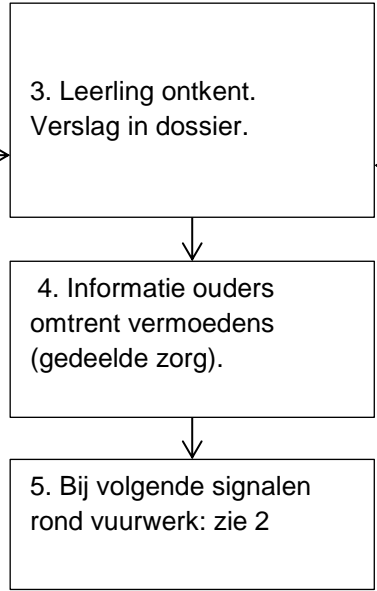 3. Leerling ontkent.
Verslag in dossier.
4. Informatie ouders
omtrent vermoedens
(gedeelde zorg).
5. Bij volgende signalen
rond vuurwerk: zie 2